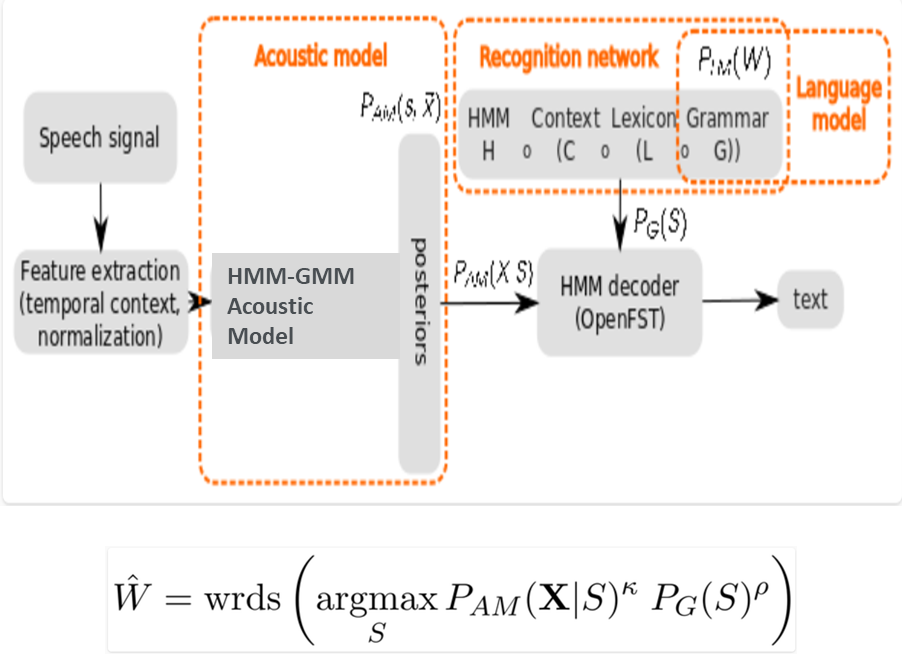 Acoustic model
Recognition network
P_LM(W)
Language
model
P_AM(s, x̄)
HMM Context Lexicon Grammar
H o (C o (L o G))
Speech signal
P_G(S)
Feature extraction
(temporal context,
normalization)
HMM-GMM
Acoustic
Model
posteriors
P_AM(X S)
HMM decoder
(OpenFST)
text
Ŵ = wrds ( argmax P_AM(X|S)^κ P_G(S)^ρ )
S